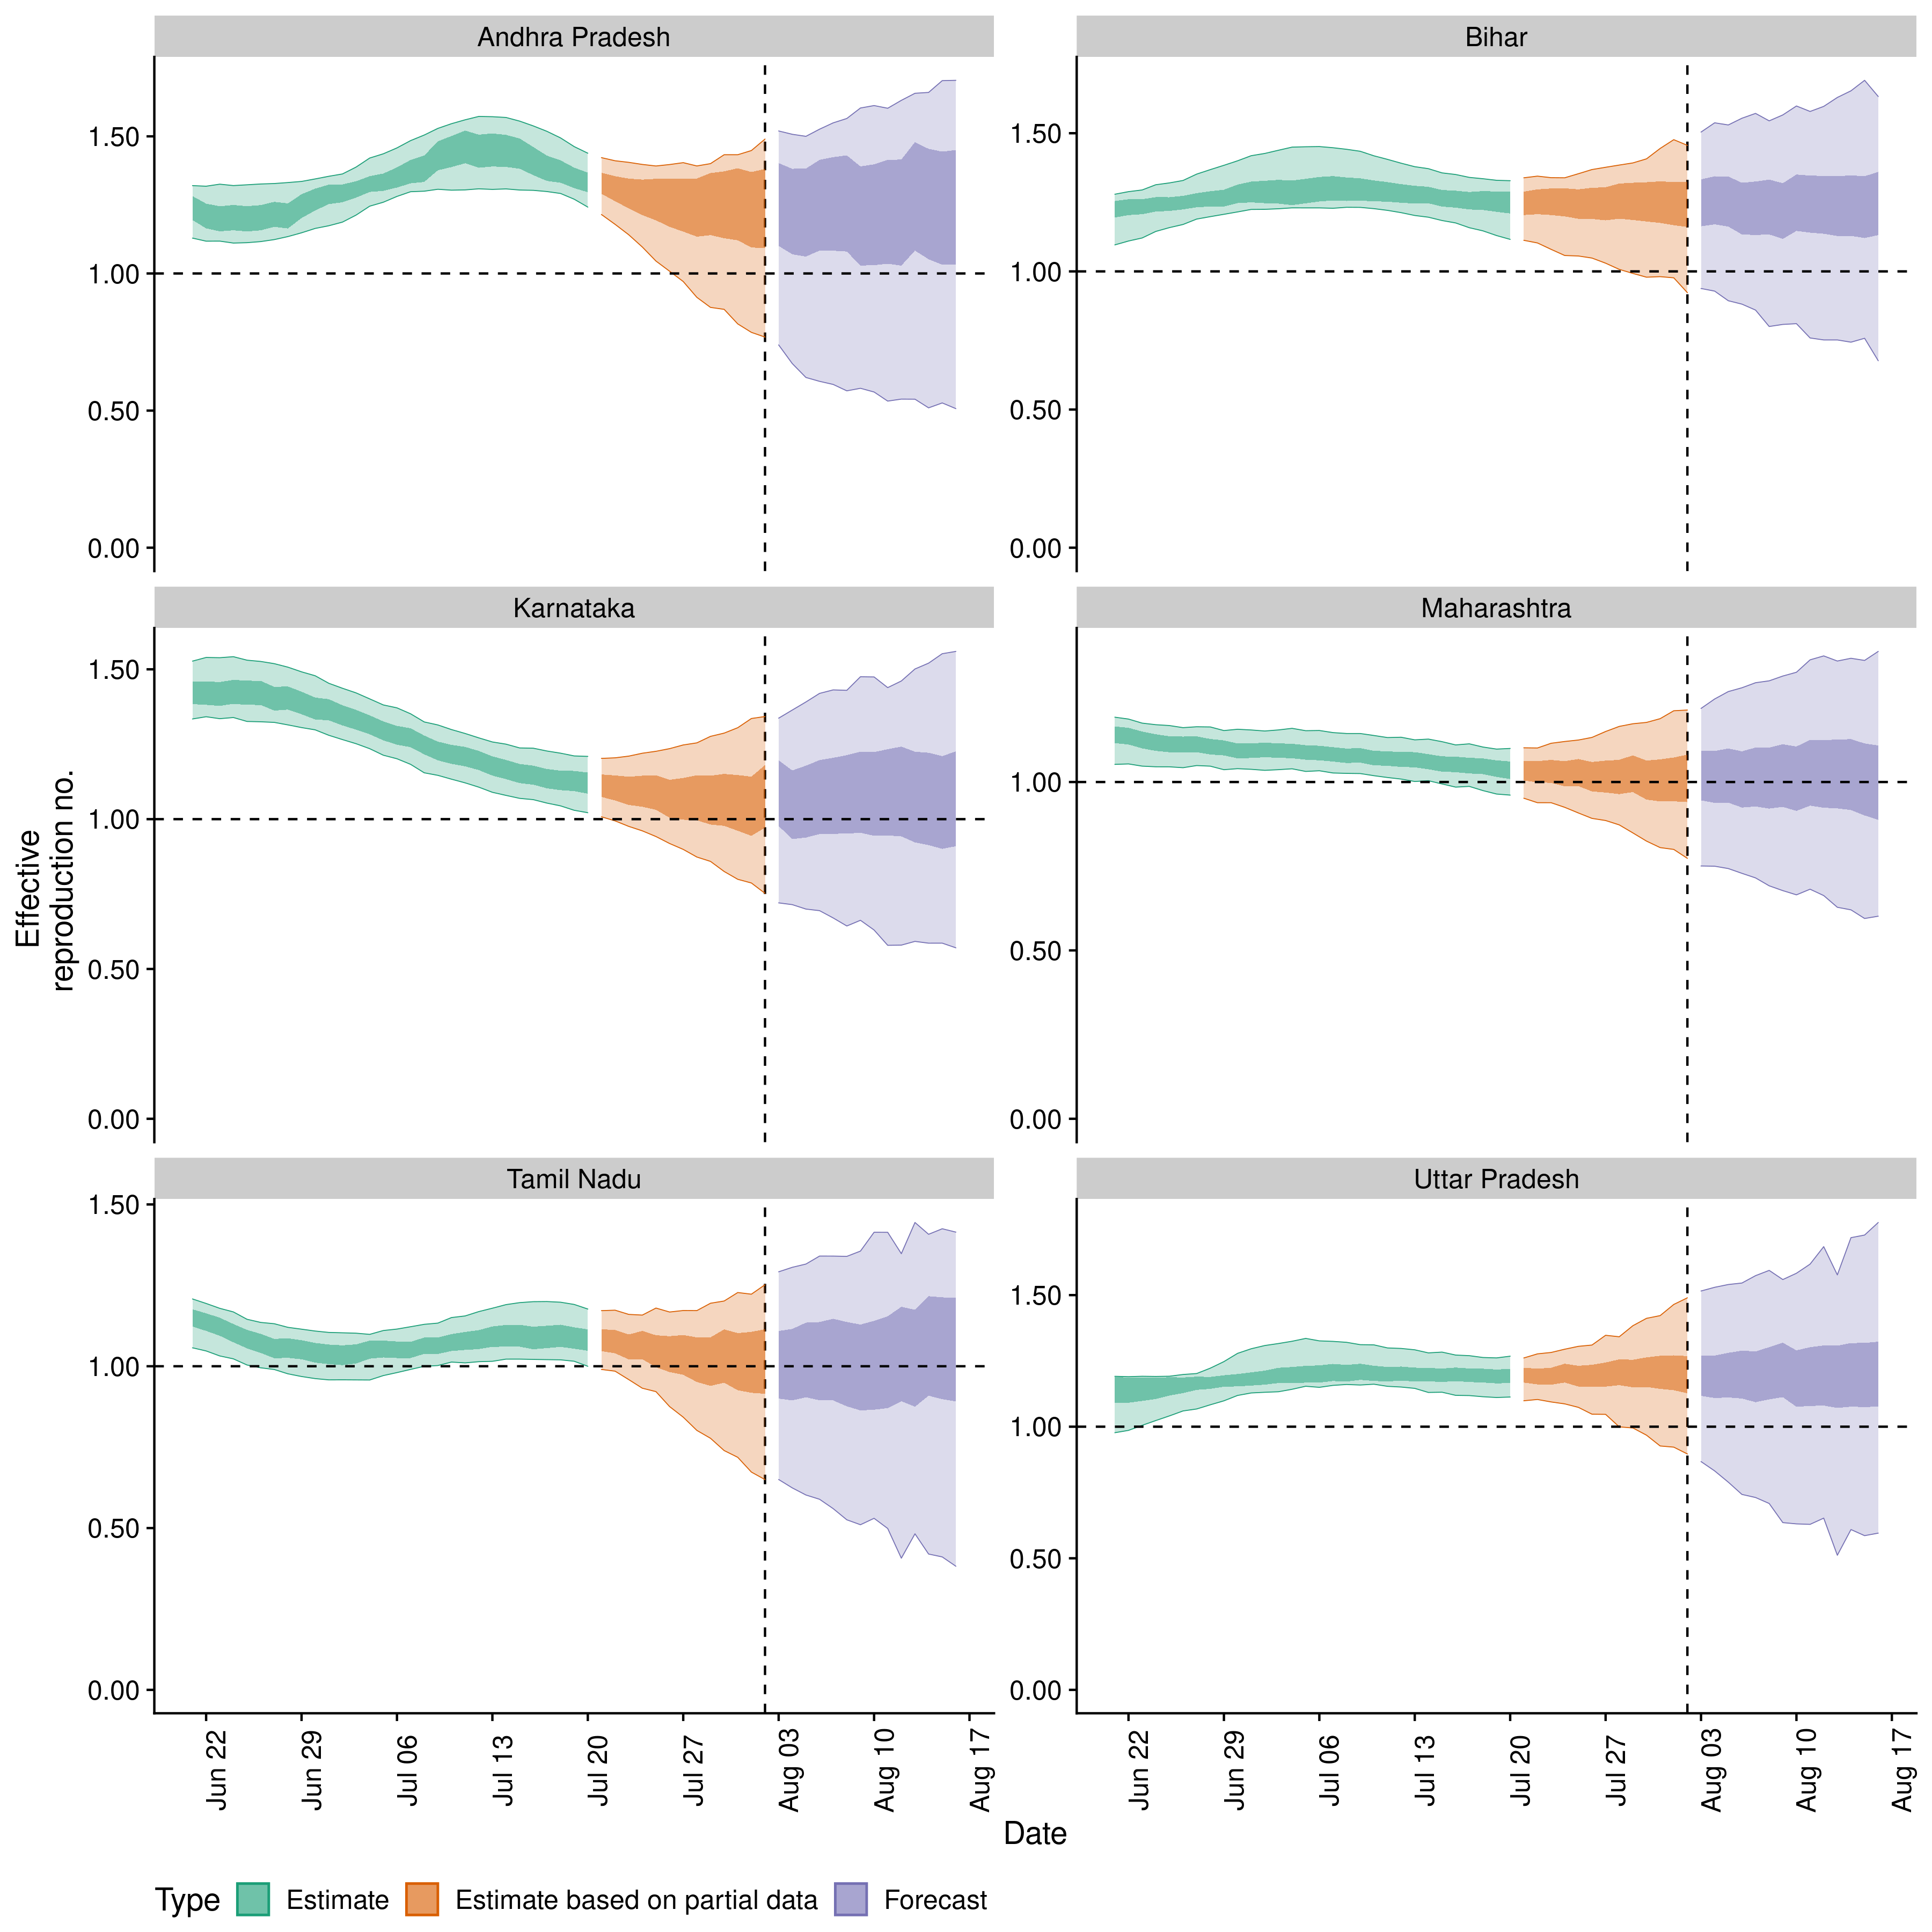 Andhra Pradesh
Bihar
1.50
1.00
0.50
0.00
1.50
1.00
0.50
0.00
Karnataka
Maharashtra
1.50
1.00
0.50
0.00
1.00
0.50
0.00
Tamil Nadu
Uttar Pradesh
1.50
1.00
0.50
0.00
1.50
1.00
0.50
0.00
Effective
reproduction no.
Jun 22
Jun 29
Jul 06
Jul 13
Jul 20
Jul 27
Aug 03
Aug 10
Aug 17
Jun 22
Jun 29
Jul 06
Jul 13
Jul 20
Jul 27
Aug 03
Aug 10
Aug 17
Date
Type Estimate Estimate based on partial data Forecast